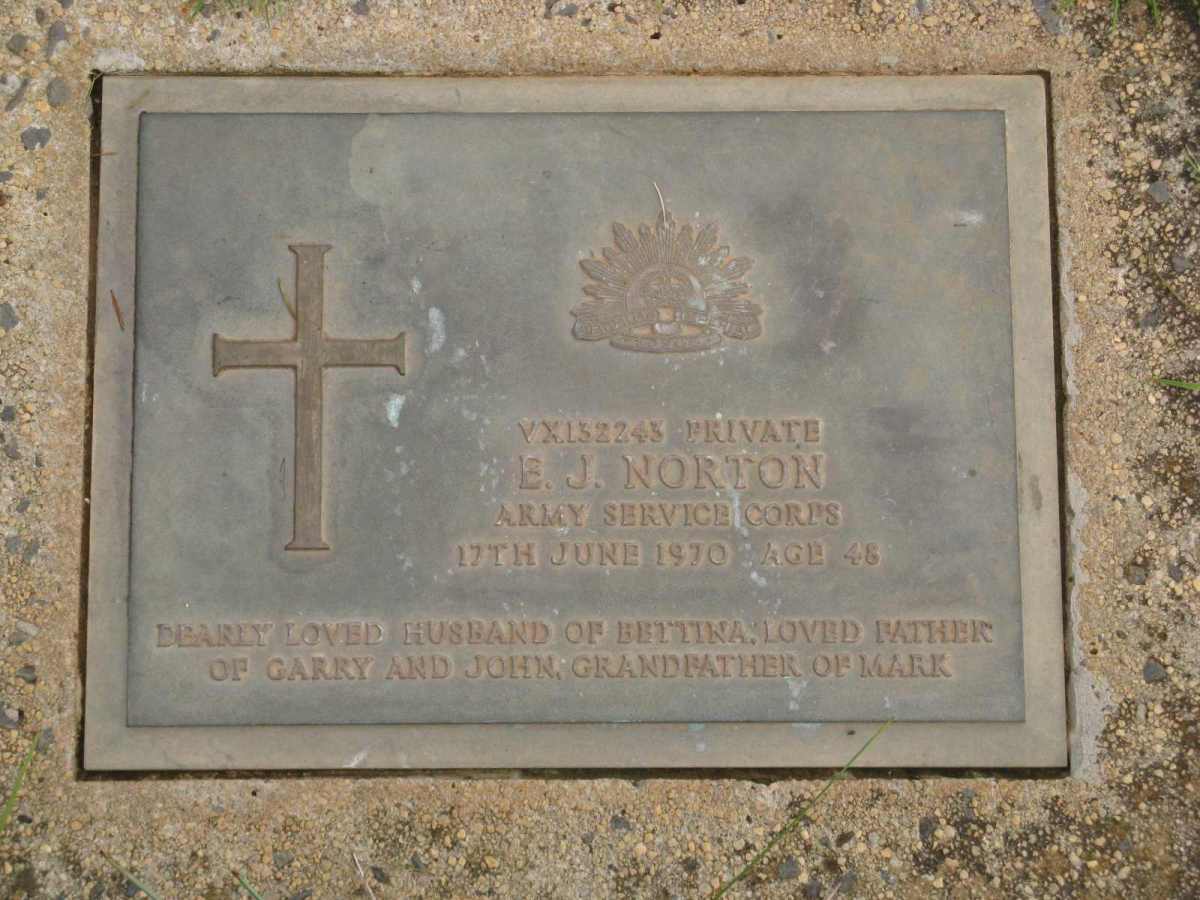 VX132243 PRIVATE
E. J. NORTON
ARMY SERVICE CORPS
17TH JUNE 1970 AGE 48
DEARLY LOVED HUSBAND OF BETTINA; LOVED FATHER
OF GARRY AND JOHN, GRANDFATHER OF MARK